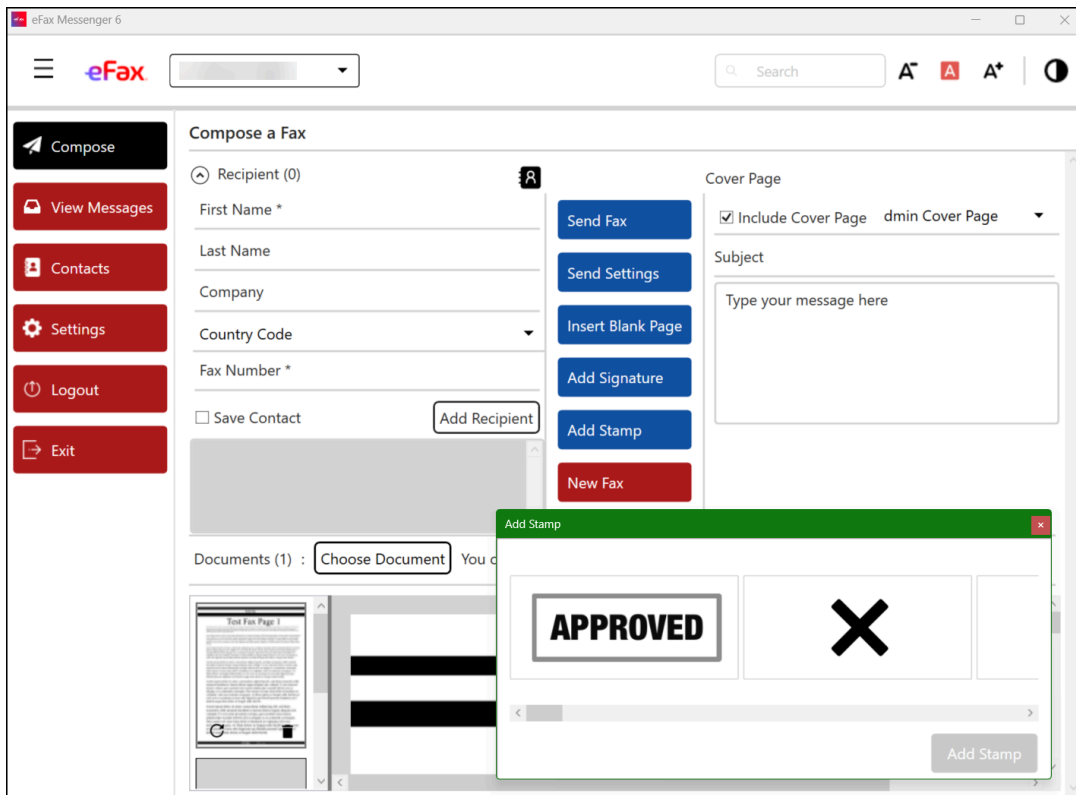 eFax Messenger 6
eFax
Search
A-
A
A+
Compose
View Messages
Contacts
Settings
Logout
Exit
Compose a Fax
Recipient (0)
First Name *
Last Name
Company
Country Code
Fax Number *
Save Contact
Add Recipient
Send Fax
Send Settings
Insert Blank Page
Add Signature
Add Stamp
New Fax
Cover Page
Include Cover Page
dmin Cover Page
Subject
Type your message here
Documents (1) :
Choose Document
You c
Test Fax Page 1
Add Stamp
APPROVED
Add Stamp